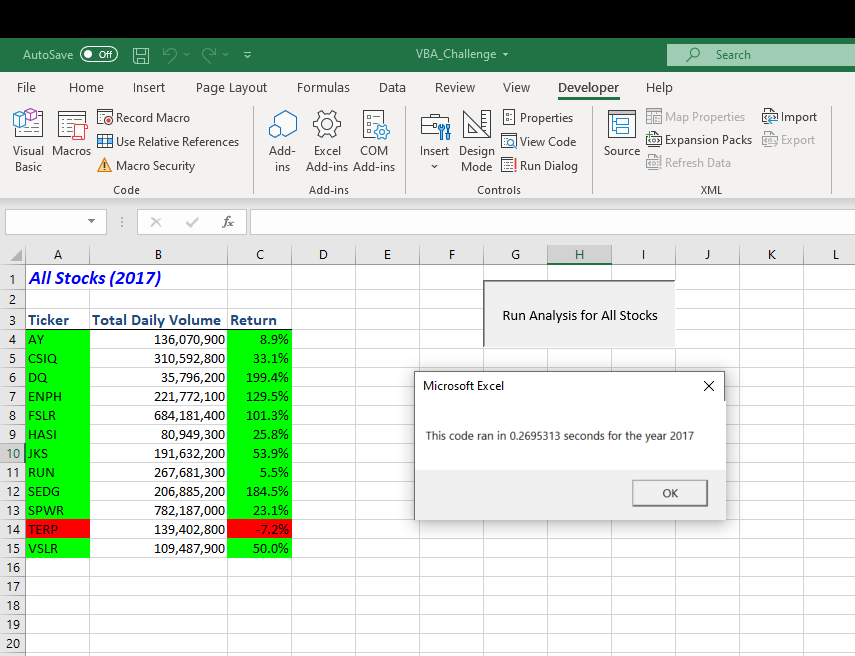 AutoSave Off VBA_Challenge Search
File Home Insert Page Layout Formulas Data Review View Developer Help
Visual Basic
Macros
Record Macro
Use Relative References
Macro Security
Code
Add-ins
Excel Add-ins
COM Add-ins
Add-ins
Insert
Design Mode
Properties
View Code
Run Dialog
Controls
Source
Map Properties
Expansion Packs
Refresh Data
Import
Export
XML
fx
A B C D E F G H I J K L
1 All Stocks (2017)
2
3 Ticker Total Daily Volume Return
4 AY 136,070,900 8.9%
5 CSIQ 310,592,800 33.1%
6 DQ 35,796,200 199.4%
7 ENPH 221,772,100 129.5%
8 FSLR 684,181,400 101.3%
9 HASI 80,949,300 25.8%
10 JKS 191,632,200 53.9%
11 RUN 267,681,300 5.5%
12 SEDG 206,885,200 184.5%
13 SPWR 782,187,000 23.1%
14 TERP 139,402,800 -7.2%
15 VSLR 109,487,900 50.0%
16
17
18
19
20
Run Analysis for All Stocks
Microsoft Excel
This code ran in 0.2695313 seconds for the year 2017
OK